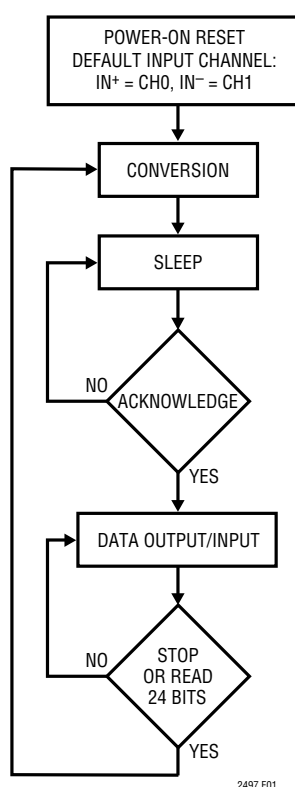 POWER-ON RESET
DEFAULT INPUT CHANNEL:
IN⁺ = CH0, IN⁻ = CH1
CONVERSION
SLEEP
NO
ACKNOWLEDGE
YES
DATA OUTPUT/INPUT
NO
STOP
OR READ
24 BITS
YES
2497 F01